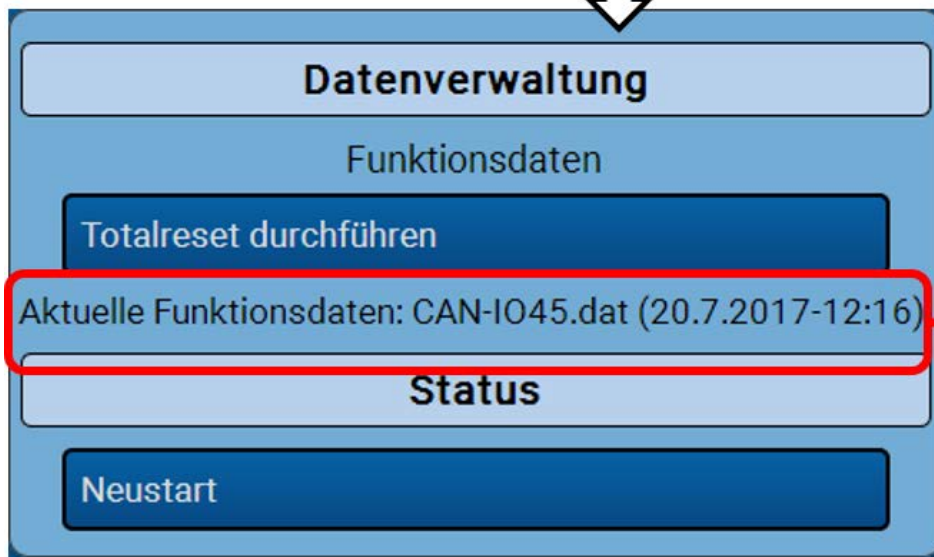 Datenverwaltung
Funktionsdaten
Totalreset durchführen
Aktuelle Funktionsdaten: CAN-IO45.dat (20.7.2017-12:16)
Status
Neustart